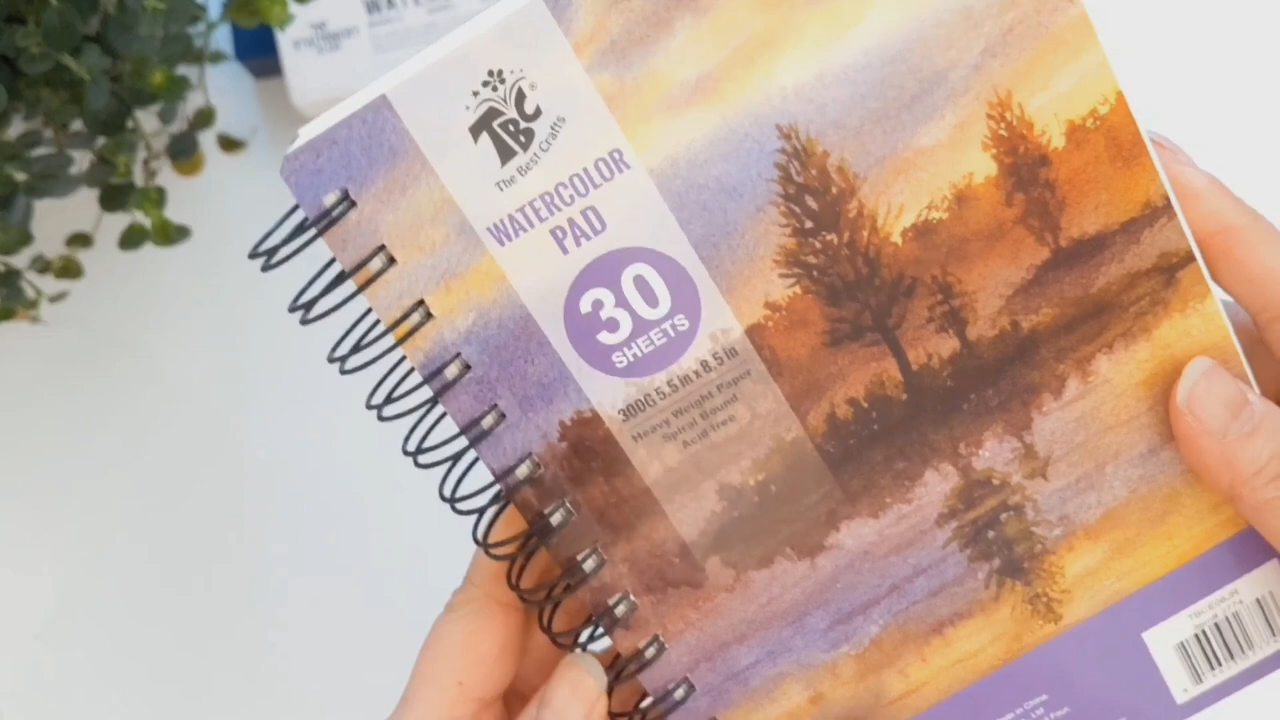 TBC®
The Best Crafts
WATERCOLOR
PAD
30
SHEETS
300G 5.5 in x 8.5 in
Heavy Weight Paper
Spiral Bound
Acid-free